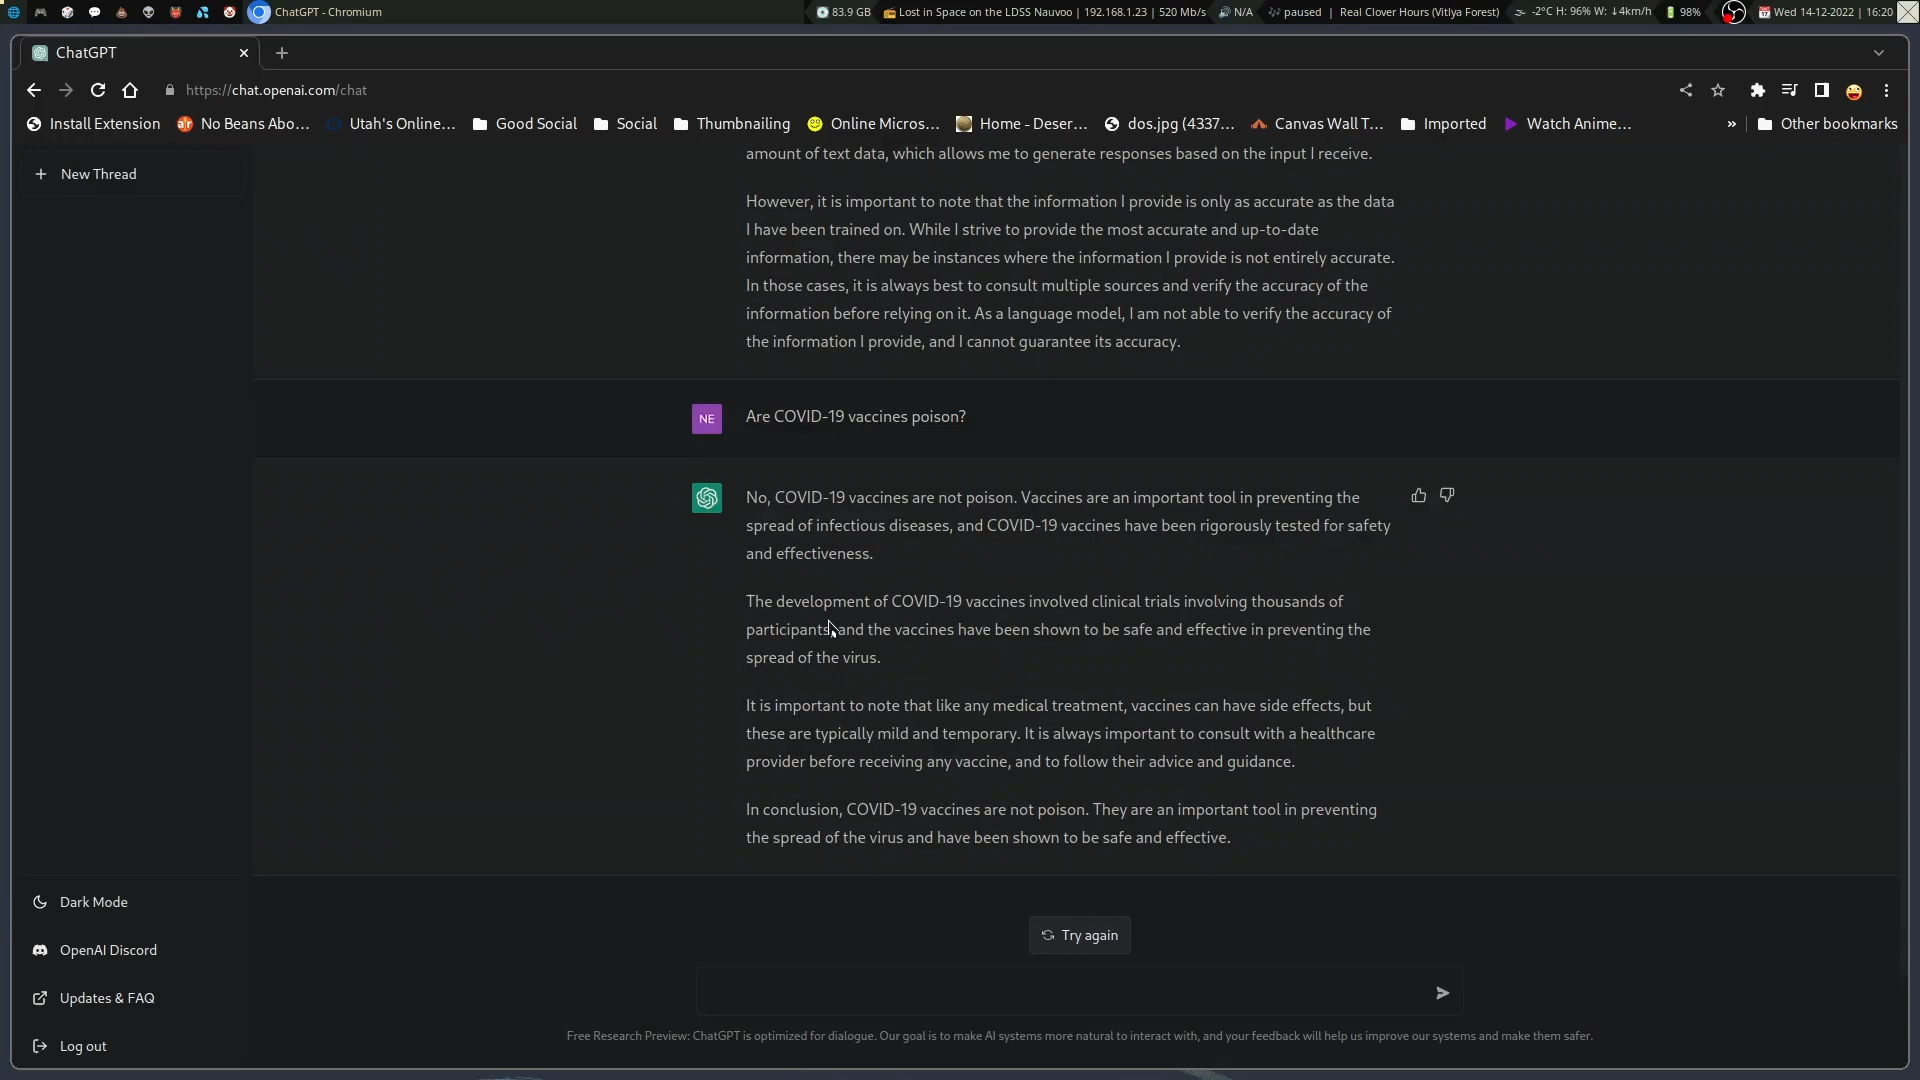 ChatGPT - Chromium
83.9 GB
Lost in Space on the LDSS Nauvoo | 192.168.1.23 | 520 Mb/s
N/A
paused | Real Clover Hours (Vitlya Forest)
-2°C H: 96% W: ↓4km/h
98%
Wed 14-12-2022 | 16:20
ChatGPT
https://chat.openai.com/chat
Install Extension
No Beans Abo...
Utah's Online...
Good Social
Social
Thumbnailing
Online Micros...
Home - Deser...
dos.jpg (4337...
Canvas Wall T...
Imported
Watch Anime...
»
Other bookmarks
New Thread
amount of text data, which allows me to generate responses based on the input I receive.
However, it is important to note that the information I provide is only as accurate as the data
I have been trained on. While I strive to provide the most accurate and up-to-date
information, there may be instances where the information I provide is not entirely accurate.
In those cases, it is always best to consult multiple sources and verify the accuracy of the
information before relying on it. As a language model, I am not able to verify the accuracy of
the information I provide, and I cannot guarantee its accuracy.
NE
Are COVID-19 vaccines poison?
No, COVID-19 vaccines are not poison. Vaccines are an important tool in preventing the
spread of infectious diseases, and COVID-19 vaccines have been rigorously tested for safety
and effectiveness.
The development of COVID-19 vaccines involved clinical trials involving thousands of
participants, and the vaccines have been shown to be safe and effective in preventing the
spread of the virus.
It is important to note that like any medical treatment, vaccines can have side effects, but
these are typically mild and temporary. It is always important to consult with a healthcare
provider before receiving any vaccine, and to follow their advice and guidance.
In conclusion, COVID-19 vaccines are not poison. They are an important tool in preventing
the spread of the virus and have been shown to be safe and effective.
Dark Mode
OpenAI Discord
Updates & FAQ
Log out
Try again
Free Research Preview: ChatGPT is optimized for dialogue. Our goal is to make AI systems more natural to interact with, and your feedback will help us improve our systems and make them safer.